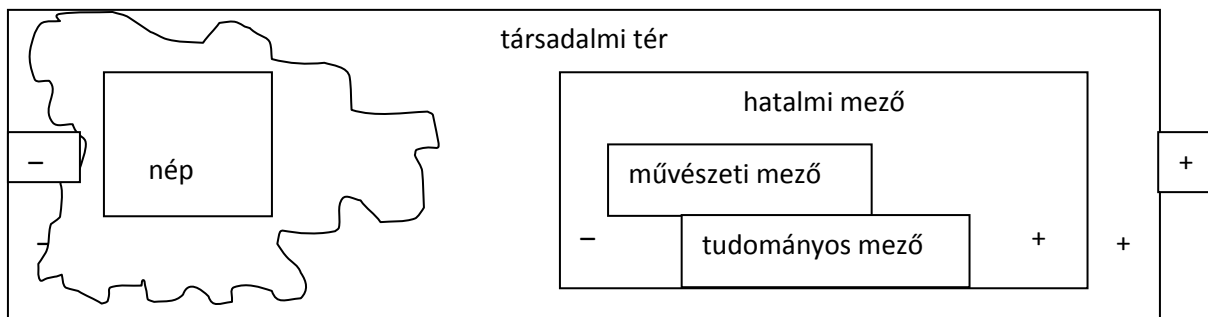 társadalmi tér
hatalmi mező
–
nép
művészeti mező
+
–
–
tudományos mező
+
+